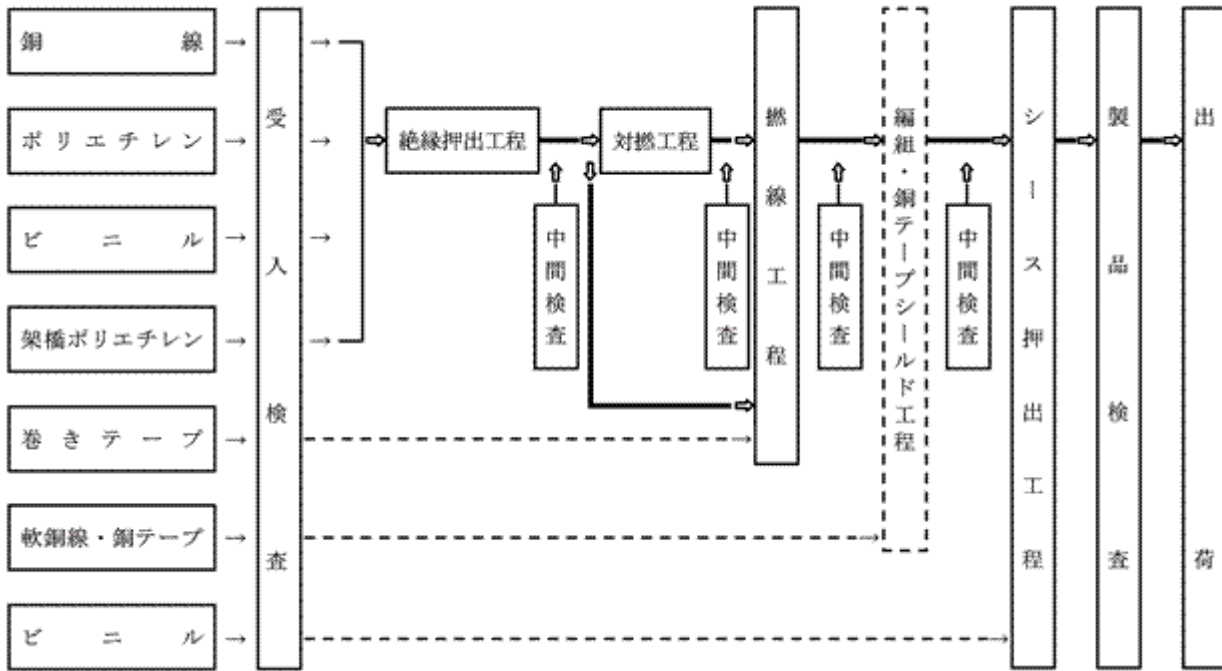 銅線
ポリエチレン
ビニル
架橋ポリエチレン
巻きテープ
軟銅線・銅テープ
ビニル
受入検査
絶縁押出工程
中間検査
対撚工程
中間検査
撚線工程
中間検査
編組・銅テープシールド工程
中間検査
シース押出工程
製品検査
出荷